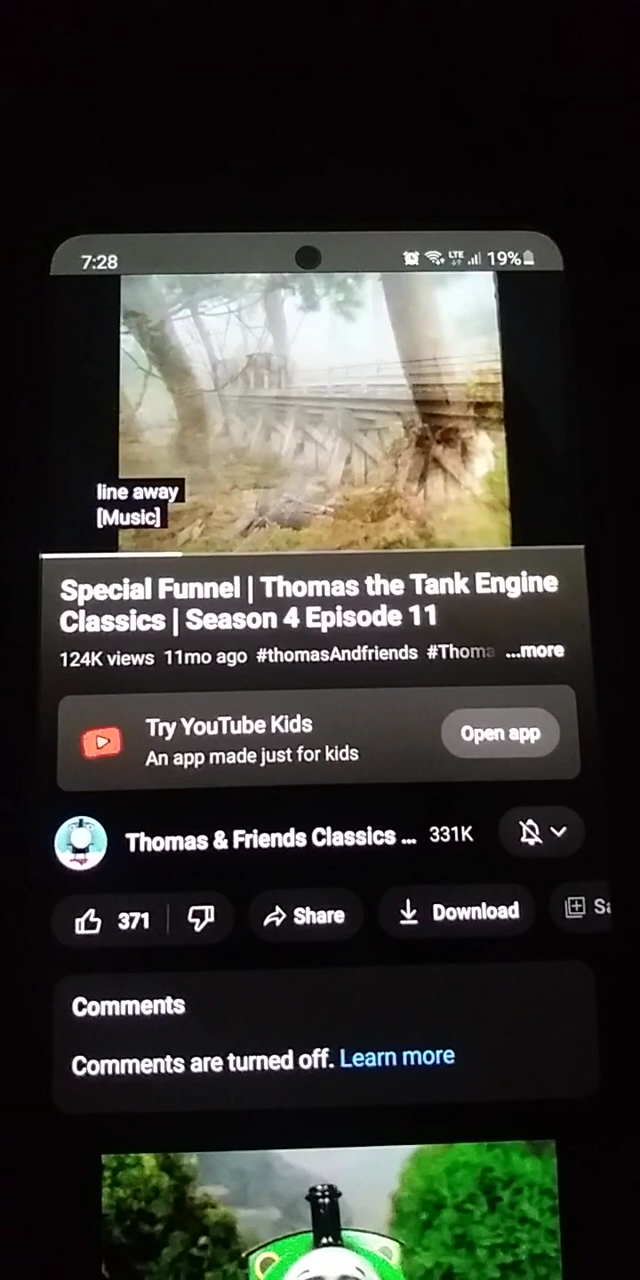 7:28 LTE 19%
line away
[Music]
Special Funnel | Thomas the Tank Engine
Classics | Season 4 Episode 11
124K views 11mo ago #thomasAndfriends #Thoma ...more
Try YouTube Kids
An app made just for kids
Open app
Thomas & Friends Classics ... 331K
371 Share Download Sa
Comments
Comments are turned off. Learn more